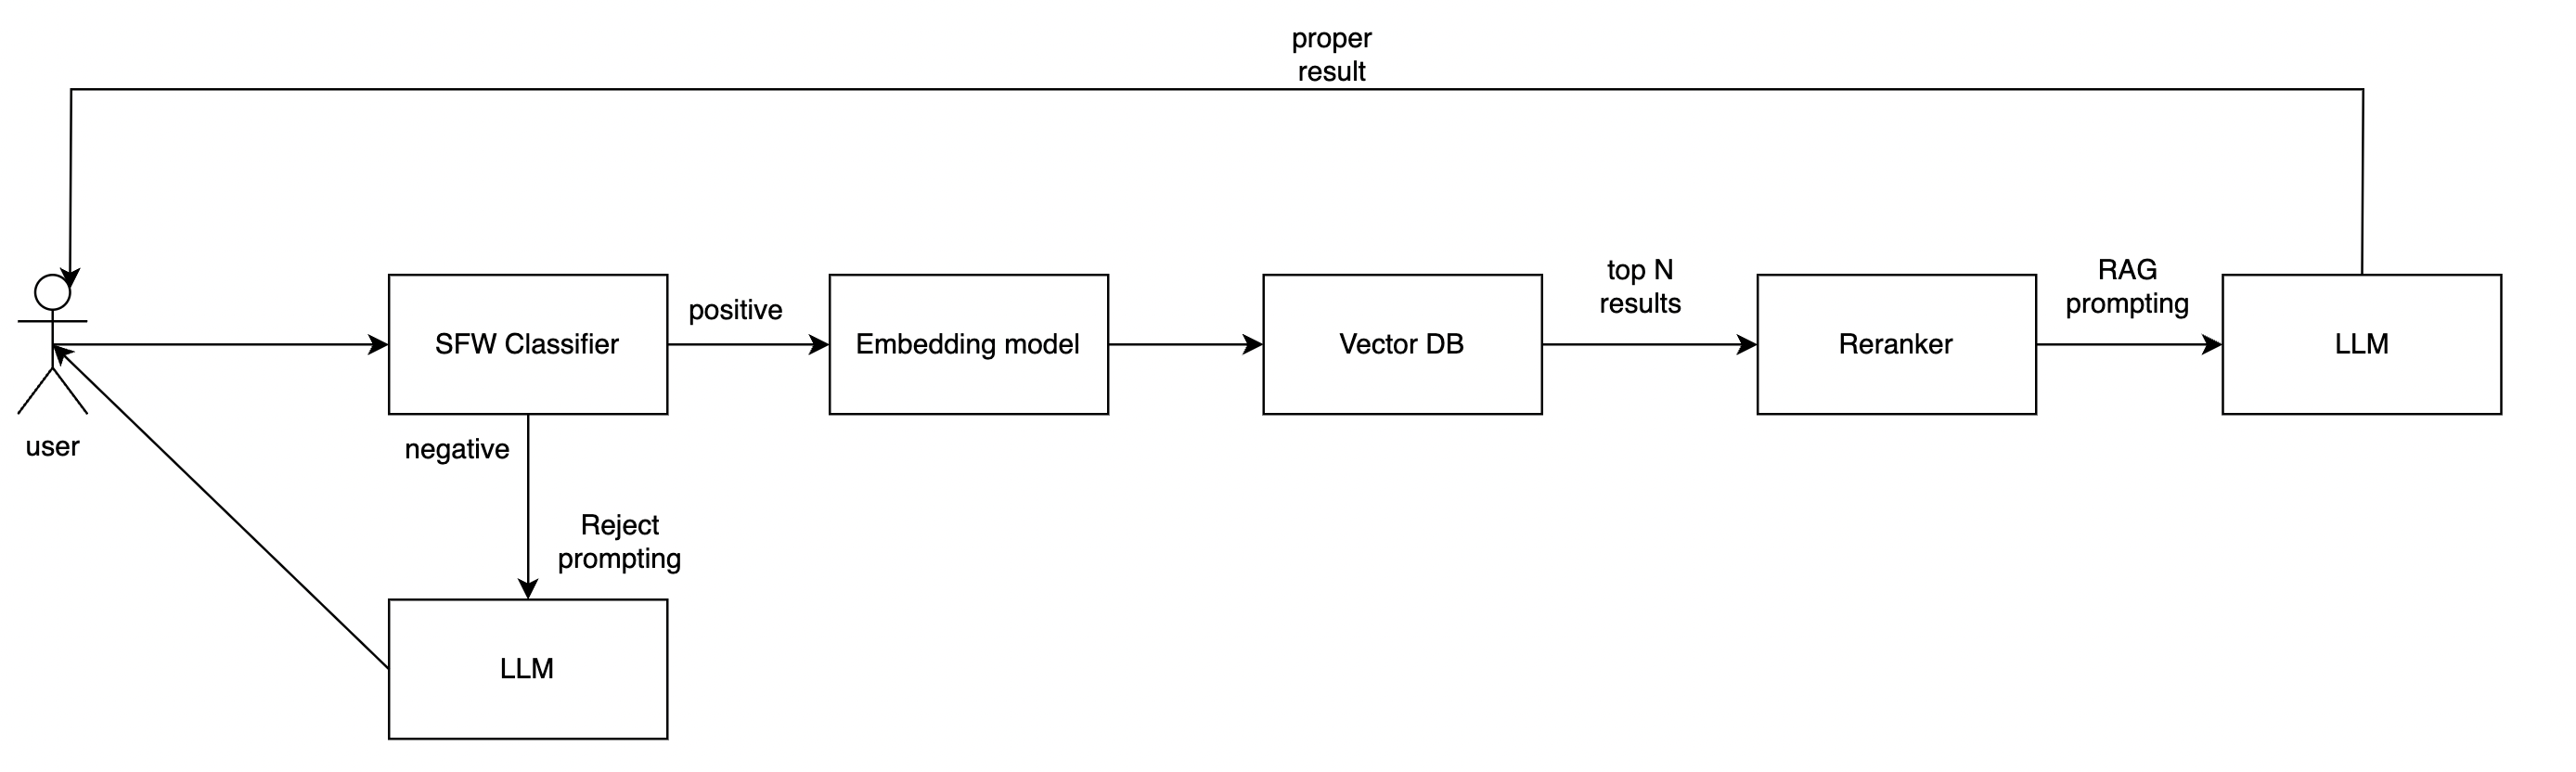 proper
result
SFW Classifier
positive
Embedding model
Vector DB
top N
results
Reranker
RAG
prompting
LLM
user
negative
Reject
prompting
LLM